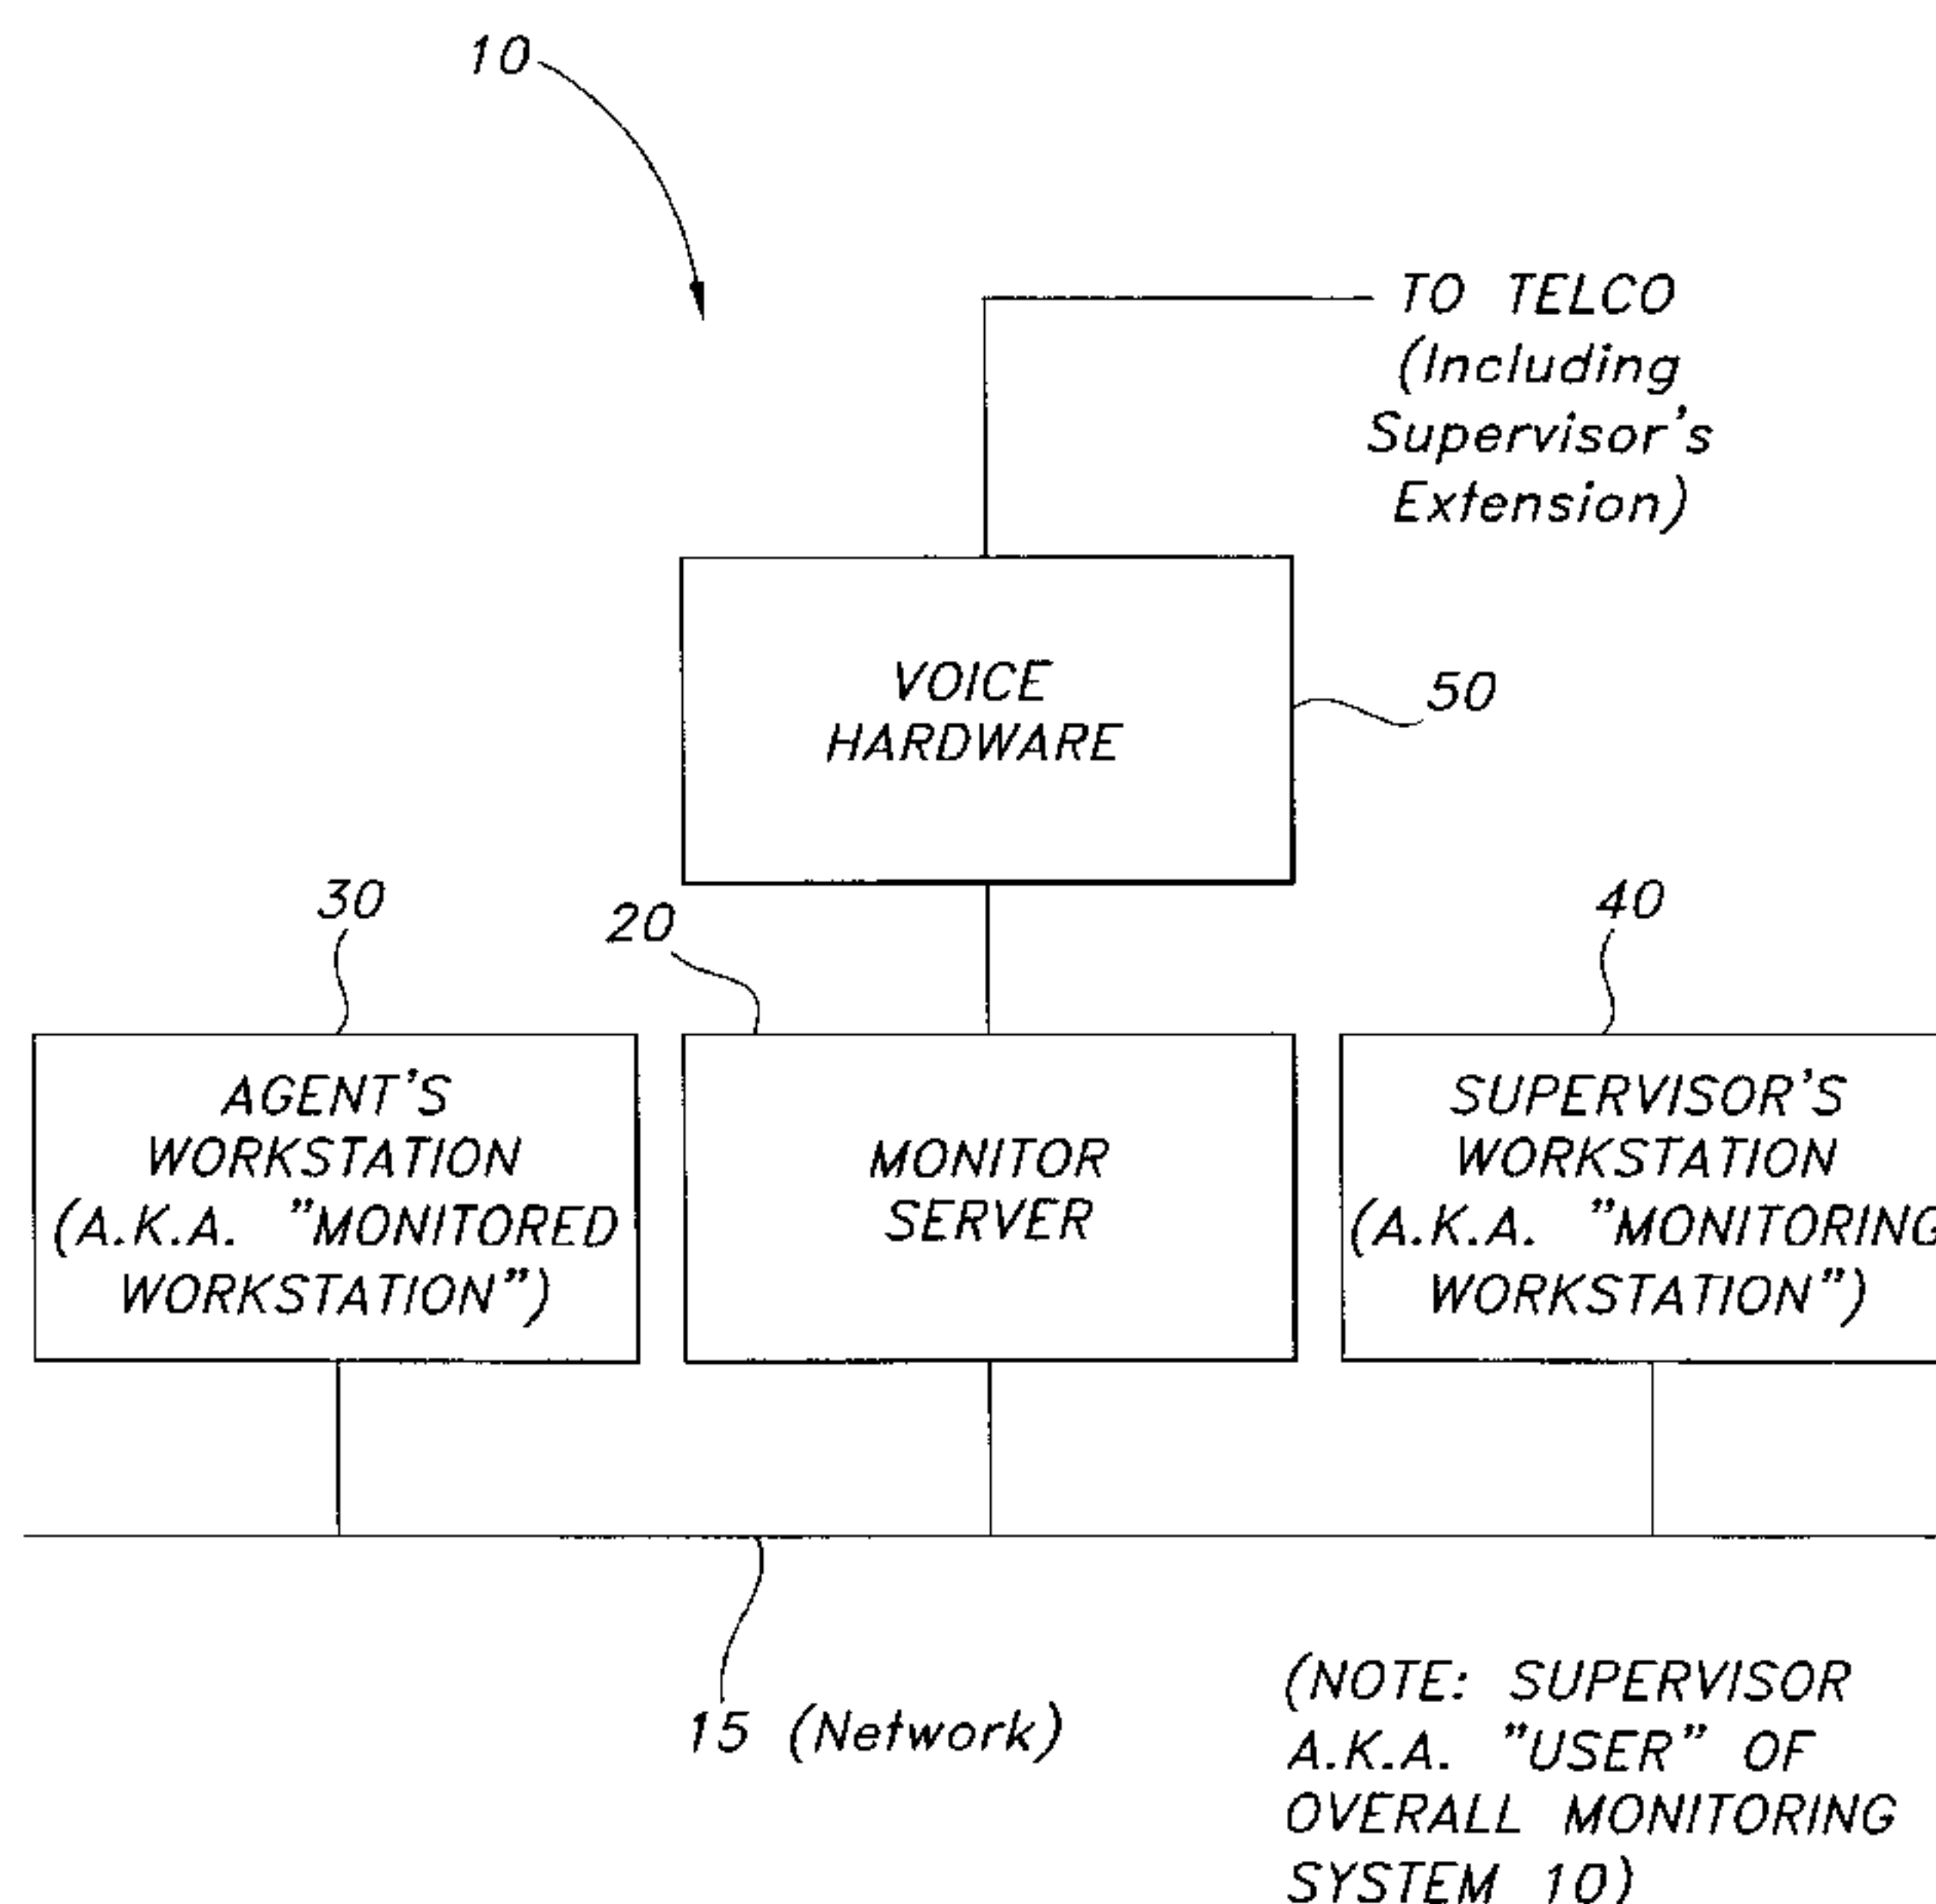 10
TO TELCO
(Including
Supervisor's
Extension)
VOICE
HARDWARE
50
30
20
40
AGENT'S
WORKSTATION
(A.K.A. "MONITORED
WORKSTATION")
MONITOR
SERVER
SUPERVISOR'S
WORKSTATION
(A.K.A. "MONITORING
WORKSTATION")
15 (Network)
(NOTE: SUPERVISOR
A.K.A. "USER" OF
OVERALL MONITORING
SYSTEM 10)